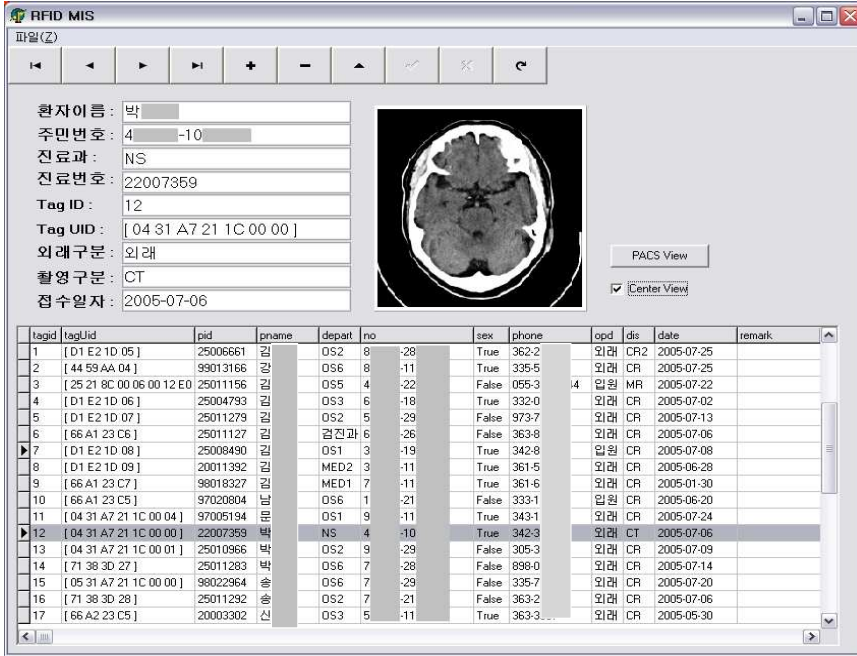 RFID MIS
파일(Z)
환자이름 : 박
주민번호 : 4 -10
진료과 : NS
진료번호 : 22007359
Tag ID : 12
Tag UID : [ 04 31 A7 21 1C 00 00 ]
외래구분 : 외래
촬영구분 : CT
접수일자 : 2005-07-06
PACS View
Center View
tagid tagUid pid pname depart no sex phone opd dis date remark
1 [ D1 E2 1D 05 ] 25006661 김 OS2 8 -28 True 362-2 외래 CR2 2005-07-25
2 [ 44 59 AA 04 ] 99013166 강 OS6 8 -11 True 335-5 외래 CR 2005-07-25
3 [ 25 21 8C 00 06 00 12 E0 25011156 김 OS5 4 -22 False 055-3 44 입원 MR 2005-07-22
4 [ D1 E2 1D 06 ] 25004793 김 OS3 6 -18 True 332-0 외래 CR 2005-07-02
5 [ D1 E2 1D 07 ] 25011279 김 OS2 5 -29 False 973-7 외래 CR 2005-07-13
6 [ 66 A1 23 C6 ] 25011127 김 검진과 6 -26 False 363-8 외래 CR 2005-07-06
7 [ D1 E2 1D 08 ] 25008490 김 OS1 3 -19 True 342-8 입원 CR 2005-07-08
8 [ D1 E2 1D 09 ] 20011392 김 MED2 3 -11 True 361-5 외래 CR 2005-06-28
9 [ 66 A1 23 C7 ] 98018327 김 MED1 7 -11 True 361-6 외래 CR 2005-01-30
10 [ 66 A1 23 C5 ] 97020804 남 OS6 1 -21 False 333-1 입원 CR 2005-06-20
11 [ 04 31 A7 21 1C 00 04 ] 97005194 문 OS1 9 -11 True 343-1 외래 CR 2005-07-24
12 [ 04 31 A7 21 1C 00 00 ] 22007359 박 NS 4 -10 True 342-3 외래 CT 2005-07-06
13 [ 04 31 A7 21 1C 00 01 ] 25010966 박 OS2 9 -29 False 305-3 외래 CR 2005-07-09
14 [ 71 38 3D 27 ] 25011283 박 OS6 7 -28 False 898-0 외래 CR 2005-07-14
15 [ 05 31 A7 21 1C 00 00 ] 98022964 송 OS6 7 -29 False 335-7 외래 CR 2005-07-20
16 [ 71 38 3D 28 ] 25011292 송 OS2 7 -21 False 363-2 외래 CR 2005-07-06
17 [ 66 A2 23 C5 ] 20003302 신 OS3 5 -11 True 363-3 외래 CR 2005-05-30